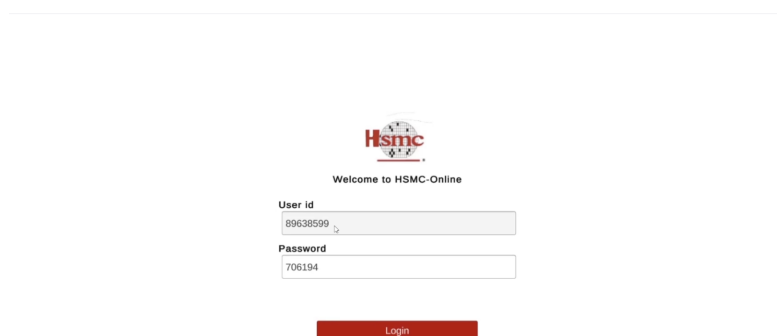 Hsmc
Welcome to HSMC-Online
User id
89638599
Password
706194
Login